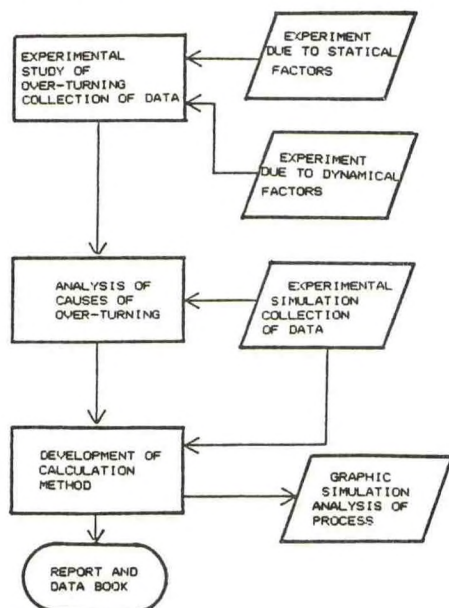 EXPERIMENTAL
STUDY OF
OVER-TURNING
COLLECTION OF DATA
EXPERIMENT
DUE TO STATICAL
FACTORS
EXPERIMENT
DUE TO DYNAMICAL
FACTORS
ANALYSIS OF
CAUSES OF
OVER-TURNING
EXPERIMENTAL
SIMULATION
COLLECTION
OF DATA
DEVELOPMENT OF
CALCULATION
METHOD
GRAPHIC
SIMULATION
ANALYSIS OF
PROCESS
REPORT AND
DATA BOOK